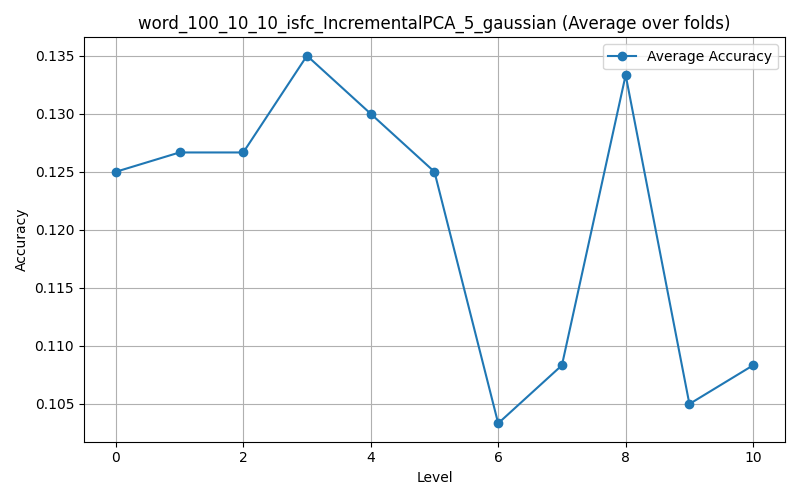 word_100_10_10_isfc_IncrementalPCA_5_gaussian (Average over folds)
Average Accuracy
0.135
0.130
0.125
0.120
0.115
0.110
0.105
Accuracy
0 2 4 6 8 10
Level